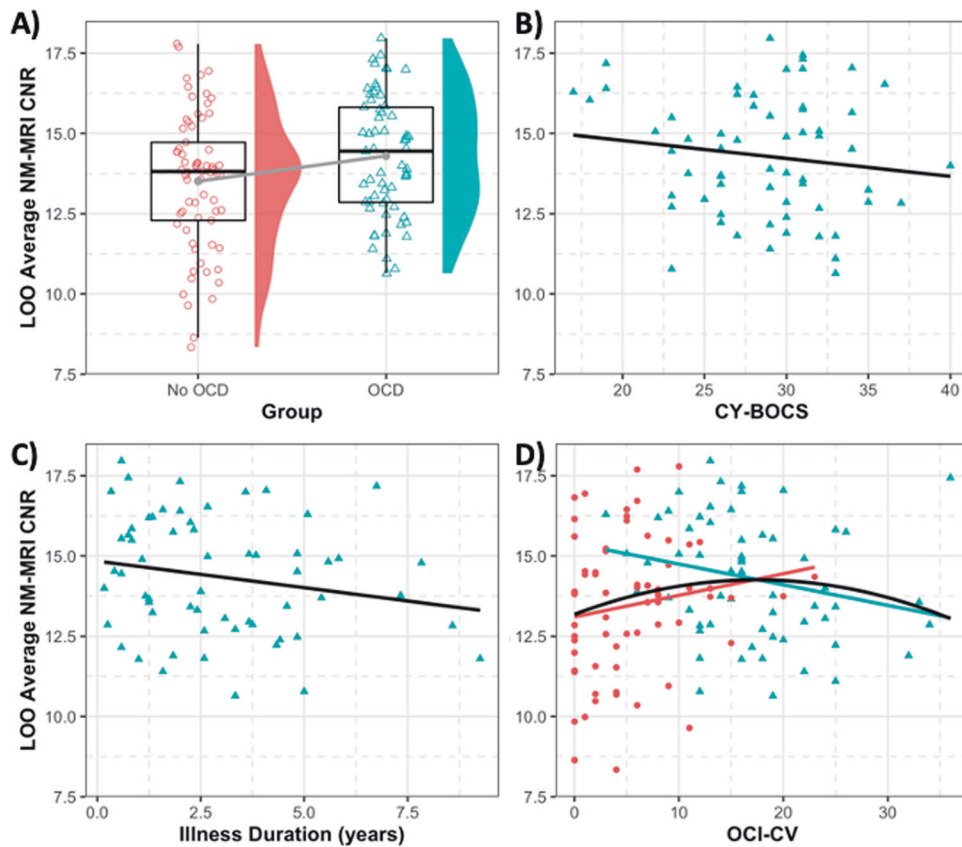 A)
17.5
15.0
12.5
10.0
7.5
LOO Average NM-MRI CNR
No OCD OCD
Group
B)
17.5
15.0
12.5
10.0
7.5
20 25 30 35 40
CY-BOCS
C)
17.5
15.0
12.5
10.0
7.5
LOO Average NM-MRI CNR
0.0 2.5 5.0 7.5
Illness Duration (years)
D)
17.5
15.0
12.5
10.0
7.5
0 10 20 30
OCI-CV